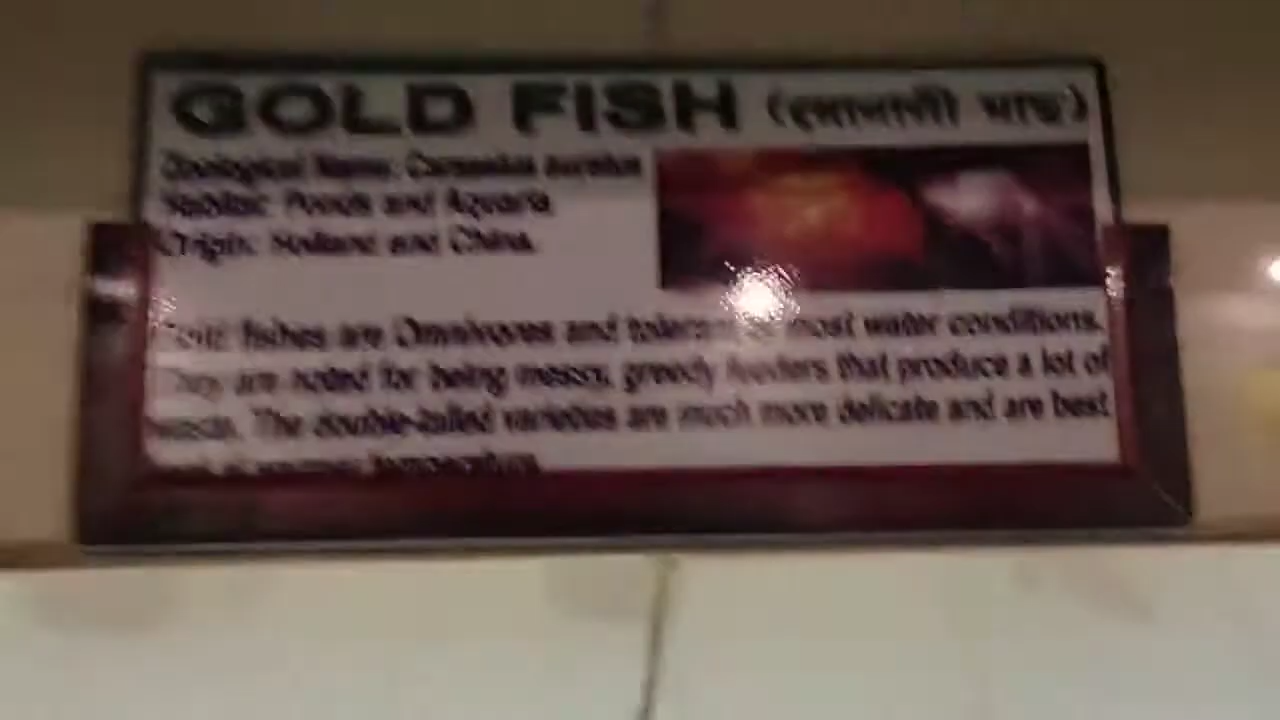 GOLD FISH (সোনালী মাছ)
Zoological Name: Carassius auratus
Habitat: Ponds and Aquaria
Origin: Holland and China.
Gold fishes are Omnivores and tolerant most water conditions.
They are noted for being messy, greedy feeders that produce a lot of
waste. The double-tailed varieties are much more delicate and are best
temperature.